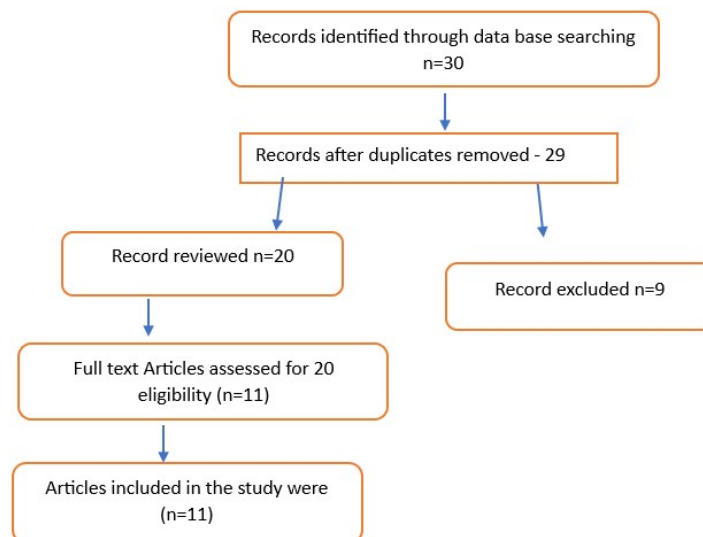 Records identified through data base searching
n=30
Records after duplicates removed - 29
Record reviewed n=20
Record excluded n=9
Full text Articles assessed for 20
eligibility (n=11)
Articles included in the study were
(n=11)